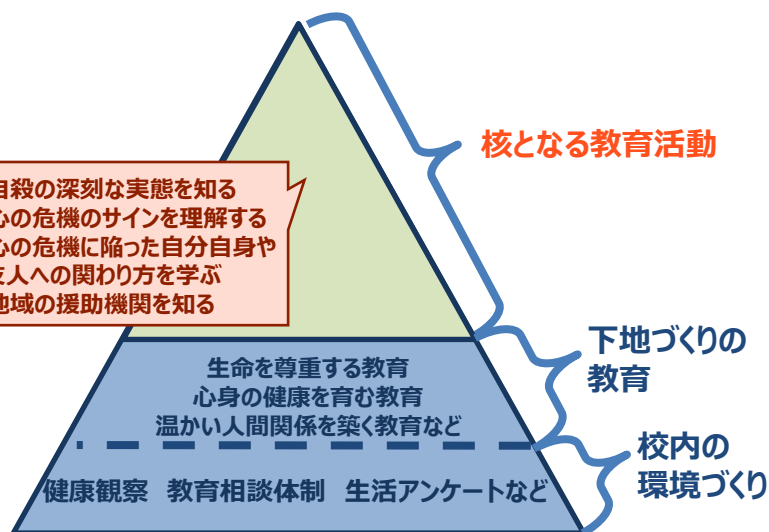 核となる教育活動
自殺の深刻な実態を知る
心の危機のサインを理解する
心の危機に陥った自分自身や
友人への関わり方を学ぶ
地域の援助機関を知る
下地づくりの
教育
生命を尊重する教育
心身の健康を育む教育
温かい人間関係を築く教育など
校内の
環境づくり
健康観察 教育相談体制 生活アンケートなど